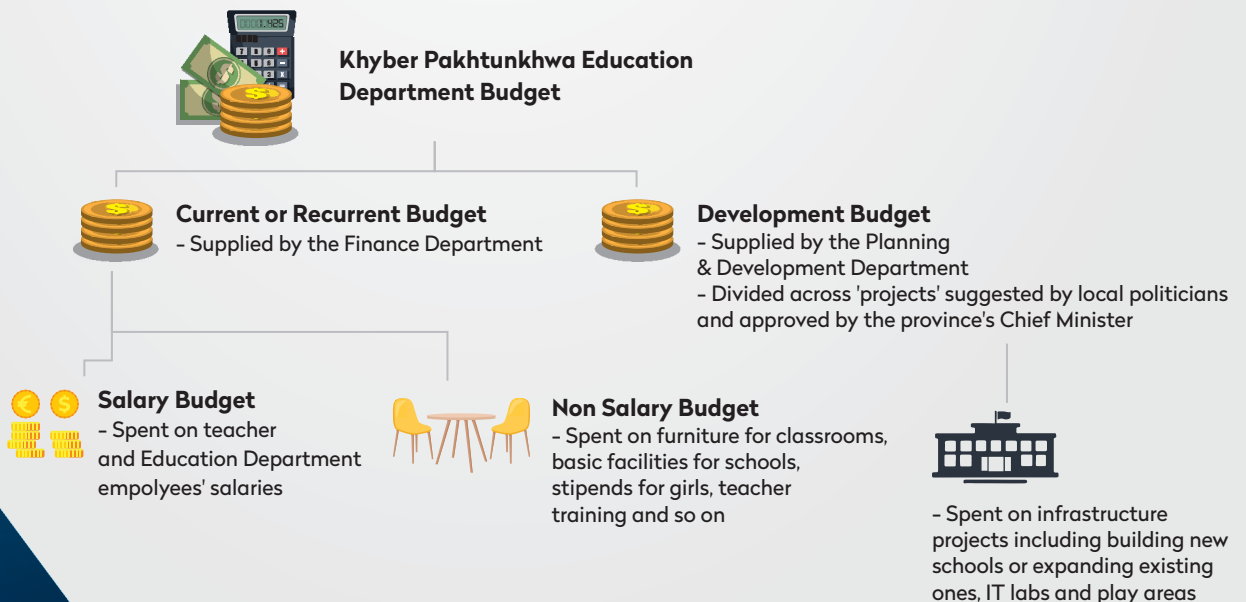 Khyber Pakhtunkhwa Education
Department Budget
Current or Recurrent Budget
- Supplied by the Finance Department
Development Budget
- Supplied by the Planning
& Development Department
- Divided across 'projects' suggested by local politicians
and approved by the province's Chief Minister
Salary Budget
- Spent on teacher
and Education Department
empolyees' salaries
Non Salary Budget
- Spent on furniture for classrooms,
basic facilities for schools,
stipends for girls, teacher
training and so on
- Spent on infrastructure
projects including building new
schools or expanding existing
ones, IT labs and play areas